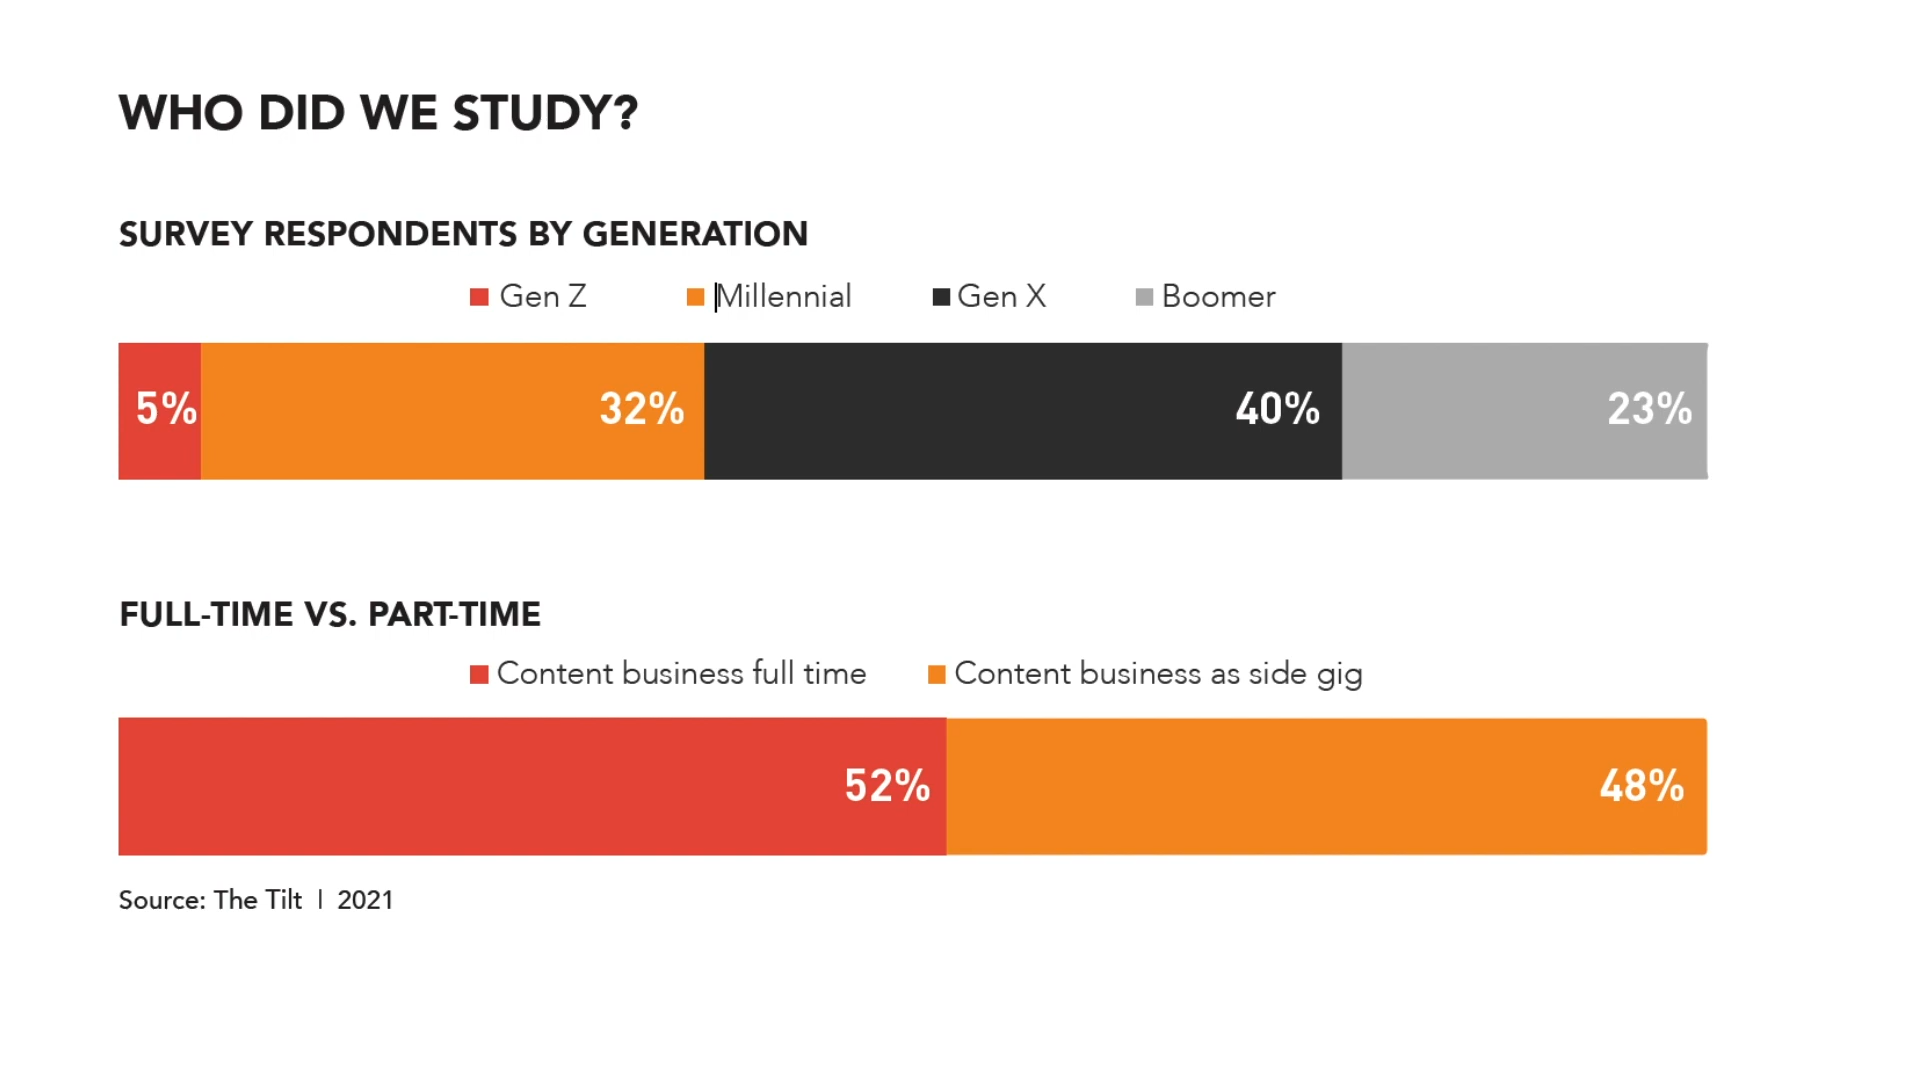 WHO DID WE STUDY?
SURVEY RESPONDENTS BY GENERATION
Gen Z Millennial Gen X Boomer
5% 32% 40% 23%
FULL-TIME VS. PART-TIME
Content business full time Content business as side gig
52% 48%
Source: The Tilt | 2021